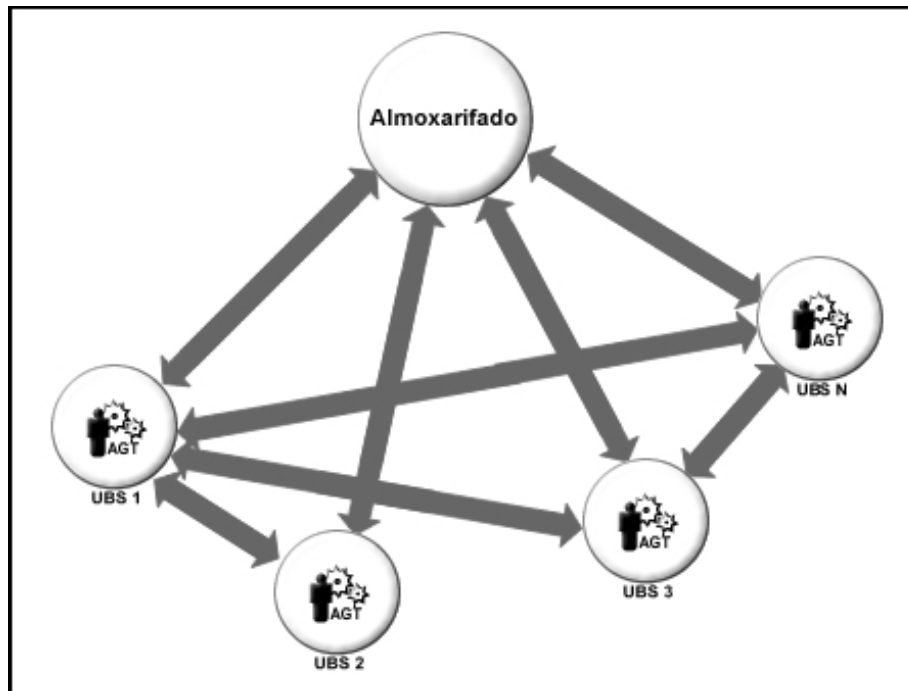 Almoxarifado
AGT
UBS N
AGT
UBS 1
AGT
UBS 3
AGT
UBS 2